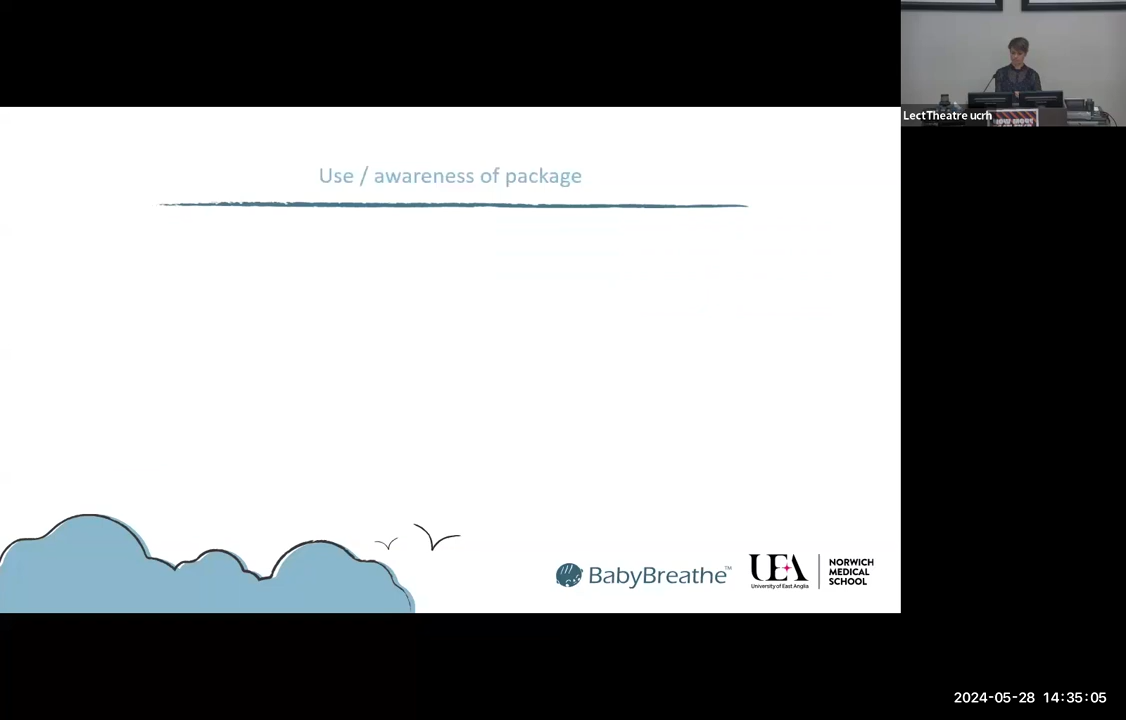 LectTheatre ucrh
Use / awareness of package
BabyBreathe™
UEA
University of East Anglia
NORWICH
MEDICAL
SCHOOL
2024-05-28 14:35:05